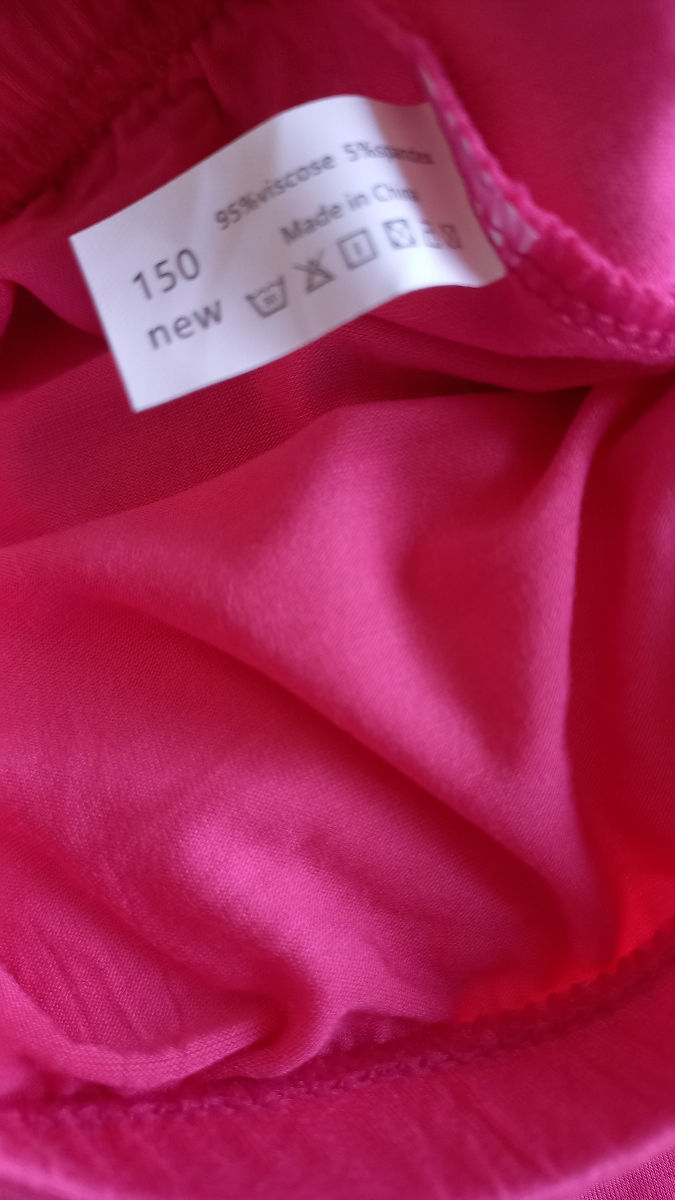 95%viscose 5%spandex
Made in China
150
new